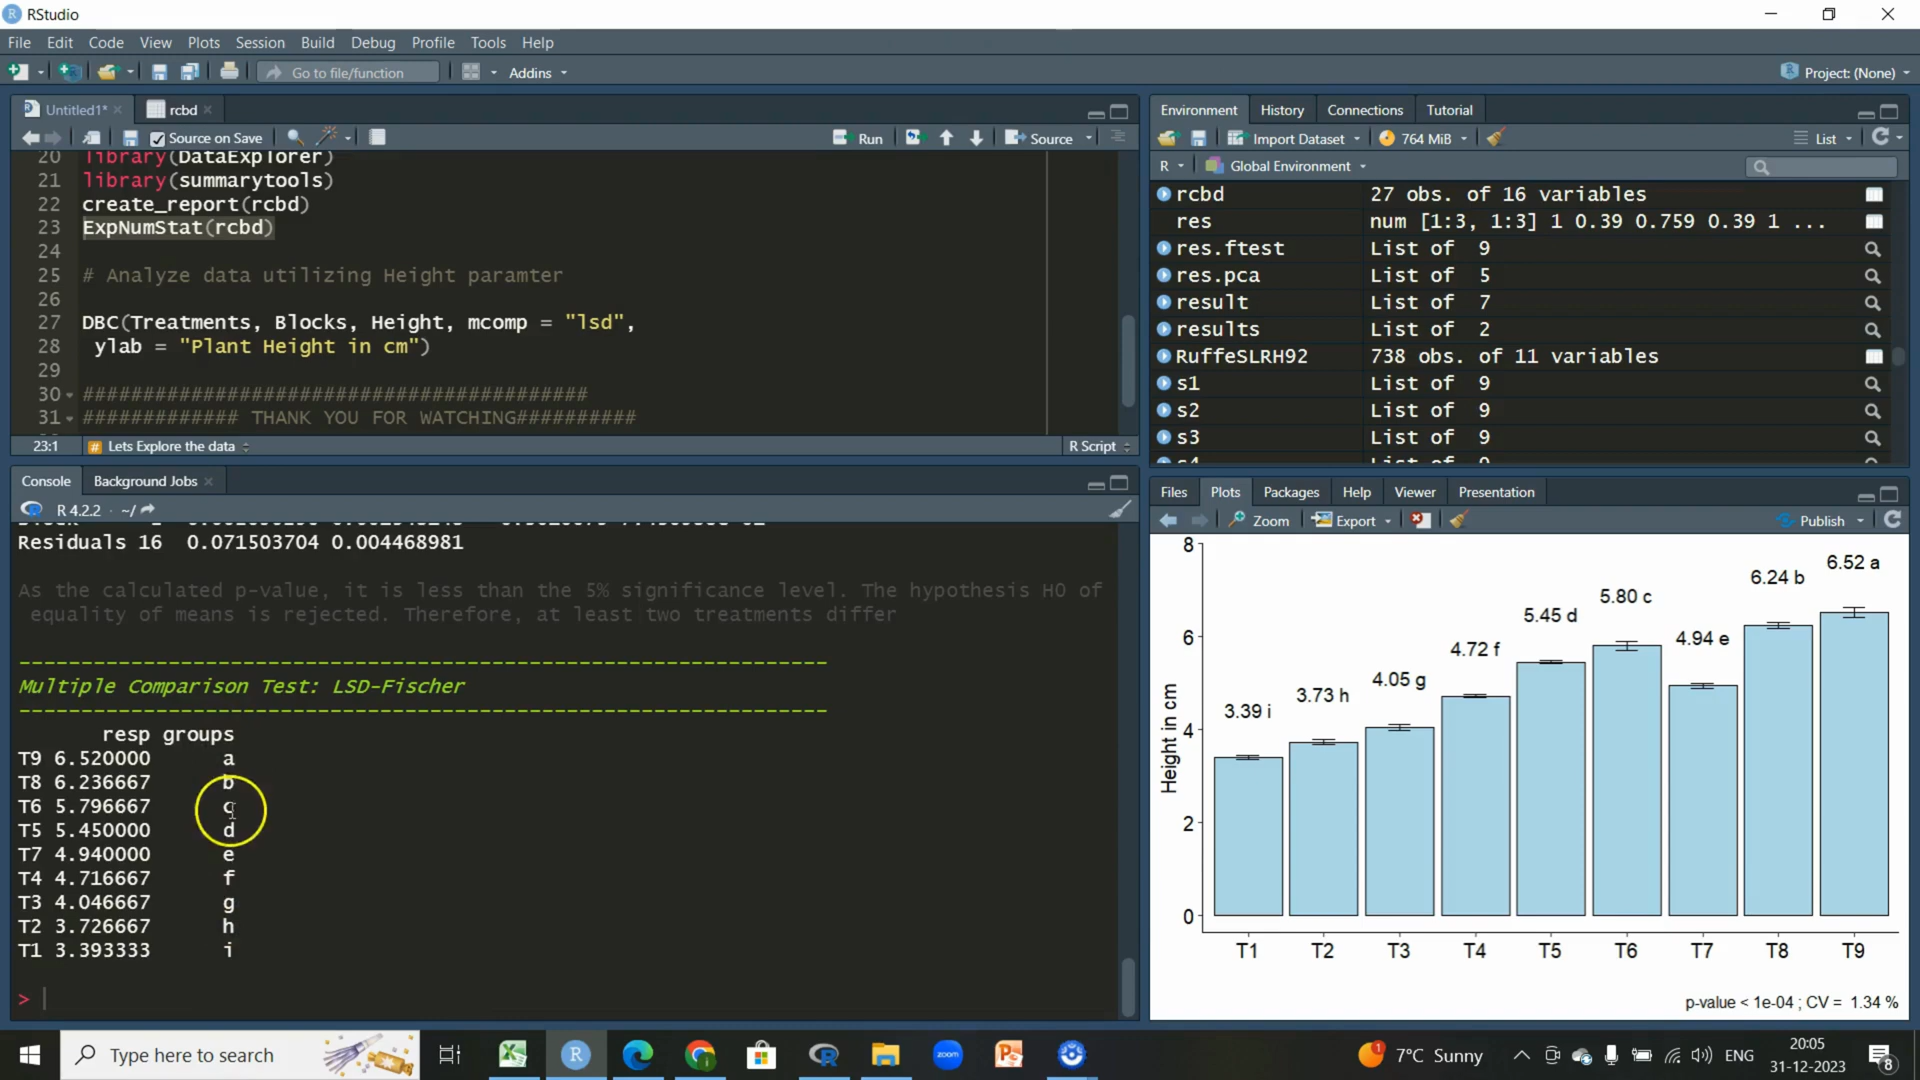 RStudio
File Edit Code View Plots Session Build Debug Profile Tools Help
Go to file/function Addins Project: (None)
Untitled1* rcbd
Source on Save Run Source
20 library(DataExplorer)
21 library(summarytools)
22 create_report(rcbd)
23 ExpNumStat(rcbd)
24
25 # Analyze data utilizing Height paramter
26
27 DBC(Treatments, Blocks, Height, mcomp = "lsd",
28 ylab = "Plant Height in cm")
29
30 ##########################################
31 ############# THANK YOU FOR WATCHING##########
23:1 # Lets Explore the data R Script
Console Background Jobs
R 4.2.2 · ~/
Residuals 16 0.071503704 0.004468981
As the calculated p-value, it is less than the 5% significance level. The hypothesis H0 of
equality of means is rejected. Therefore, at least two treatments differ
-----------------------------------------------------------------
Multiple Comparison Test: LSD-Fischer
-----------------------------------------------------------------
resp groups
T9 6.520000 a
T8 6.236667 b
T6 5.796667 c
T5 5.450000 d
T7 4.940000 e
T4 4.716667 f
T3 4.046667 g
T2 3.726667 h
T1 3.393333 i
>
Environment History Connections Tutorial
Import Dataset 764 MiB List
R Global Environment
rcbd 27 obs. of 16 variables
res num [1:3, 1:3] 1 0.39 0.759 0.39 1 ...
res.ftest List of 9
res.pca List of 5
result List of 7
results List of 2
RuffeSLRH92 738 obs. of 11 variables
s1 List of 9
s2 List of 9
s3 List of 9
Files Plots Packages Help Viewer Presentation
Zoom Export Publish
8
6
4
2
0
Height in cm
3.39 i
3.73 h
4.05 g
4.72 f
5.45 d
5.80 c
4.94 e
6.24 b
6.52 a
T1 T2 T3 T4 T5 T6 T7 T8 T9
p-value < 1e-04 ; CV = 1.34 %
Type here to search
zoom
7°C Sunny
ENG
20:05
31-12-2023
8